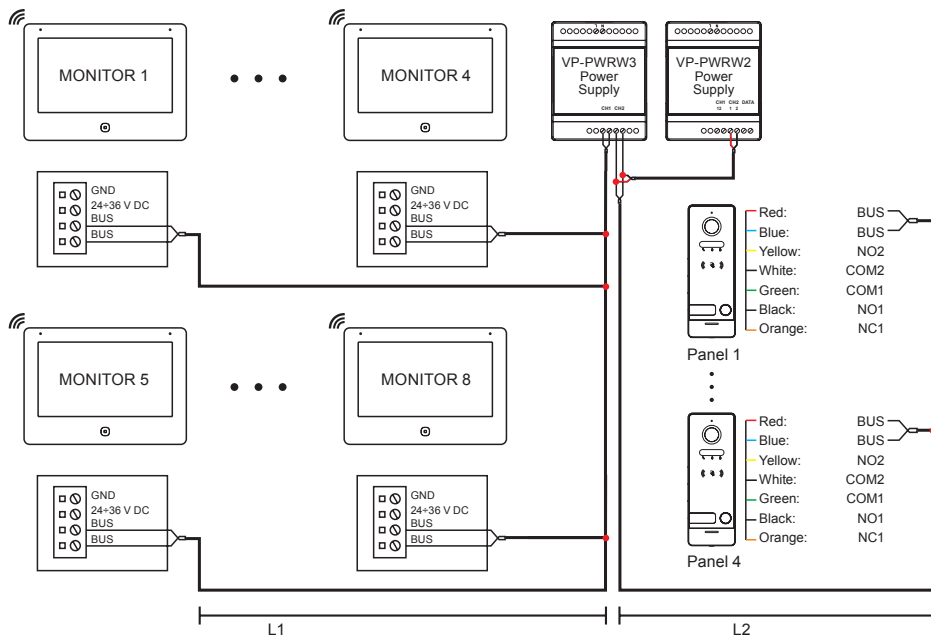 MONITOR 1
MONITOR 4
VP-PWRW3
Power
Supply
CH1 CH2
VP-PWRW2
Power
Supply
CH1 CH2 DATA
12 1 2
GND
24÷36 V DC
BUS
BUS
GND
24÷36 V DC
BUS
BUS
Red: BUS
Blue: BUS
Yellow: NO2
White: COM2
Green: COM1
Black: NO1
Orange: NC1
Panel 1
MONITOR 5
MONITOR 8
GND
24÷36 V DC
BUS
BUS
GND
24÷36 V DC
BUS
BUS
Red: BUS
Blue: BUS
Yellow: NO2
White: COM2
Green: COM1
Black: NO1
Orange: NC1
Panel 4
L1
L2